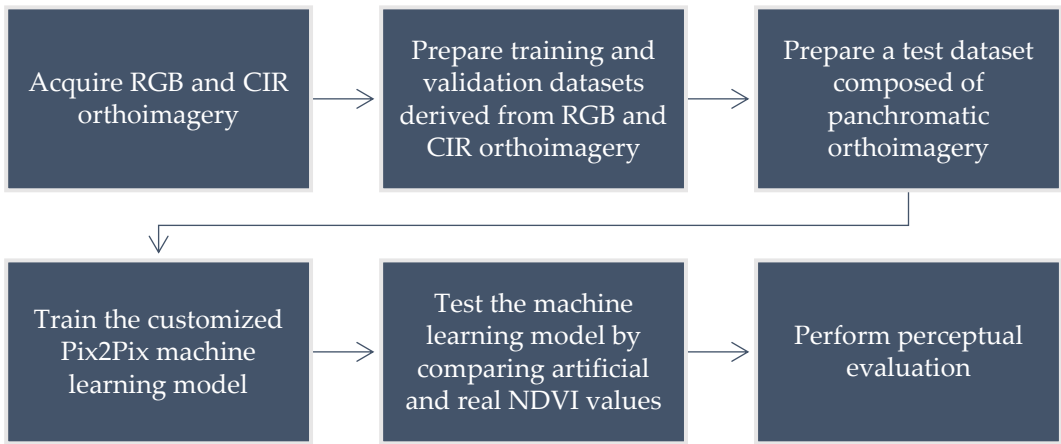 Acquire RGB and CIR
orthoimagery
Prepare training and
validation datasets
derived from RGB and
CIR orthoimagery
Prepare a test dataset
composed of
panchromatic
orthoimagery
Train the customized
Pix2Pix machine
learning model
Test the machine
learning model by
comparing artificial
and real NDVI values
Perform perceptual
evaluation